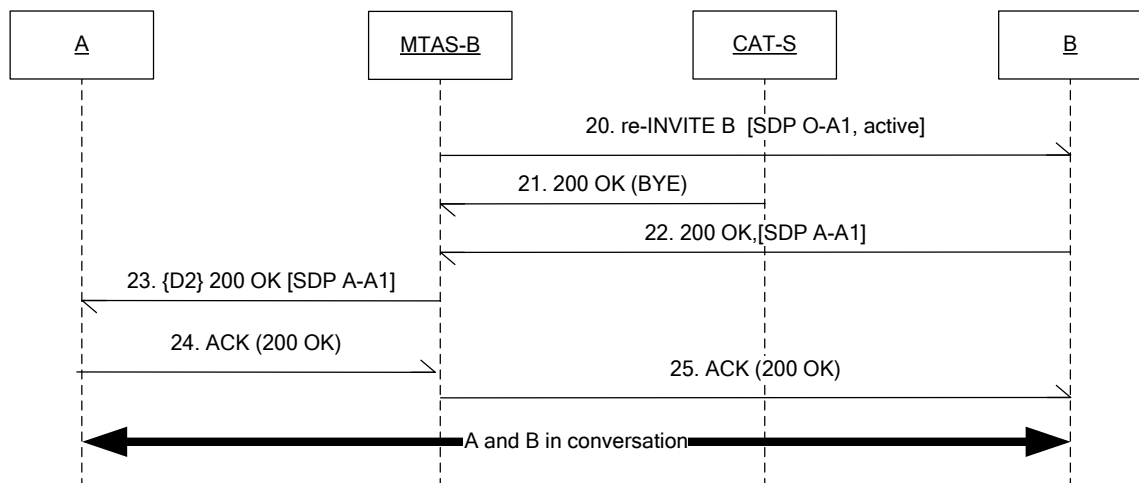 A
MTAS-B
CAT-S
B
20. re-INVITE B [SDP O-A1, active]
21. 200 OK (BYE)
22. 200 OK,[SDP A-A1]
23. {D2} 200 OK [SDP A-A1]
24. ACK (200 OK)
25. ACK (200 OK)
A and B in conversation